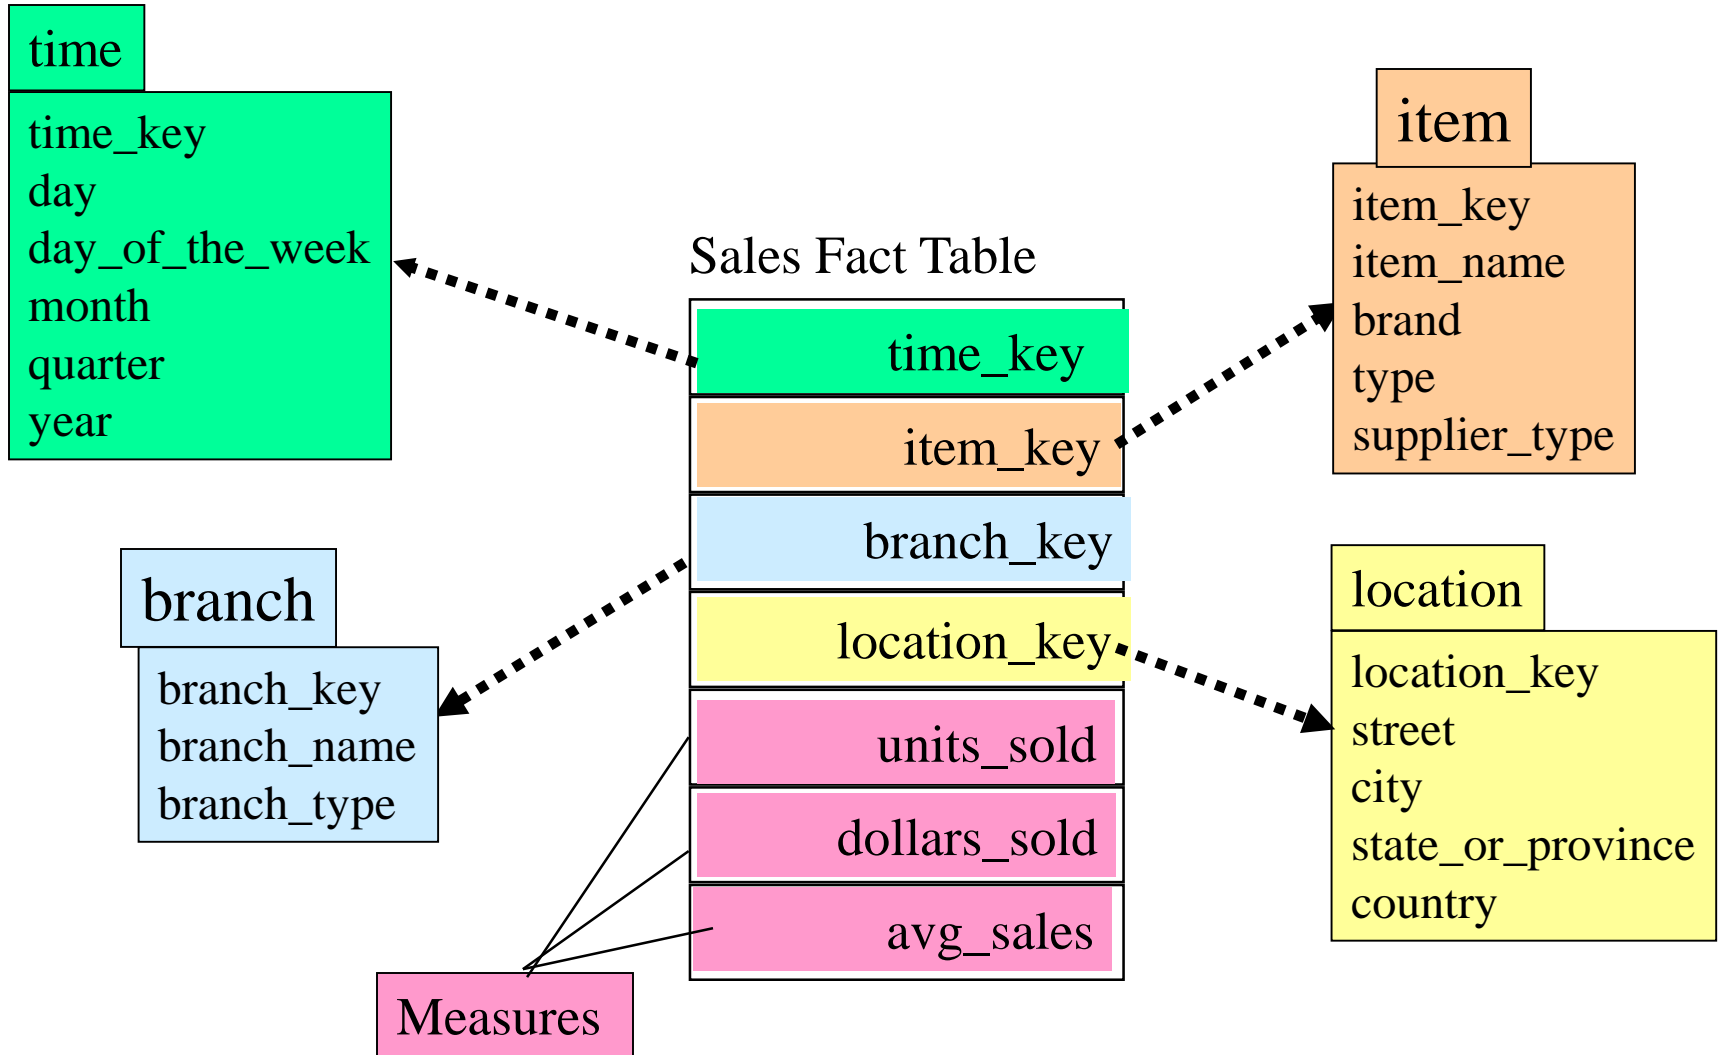 time
time_key
day
day_of_the_week
month
quarter
year
item
item_key
item_name
brand
type
supplier_type
Sales Fact Table
time_key
item_key
branch_key
location_key
units_sold
dollars_sold
avg_sales
branch
branch_key
branch_name
branch_type
location
location_key
street
city
state_or_province
country
Measures